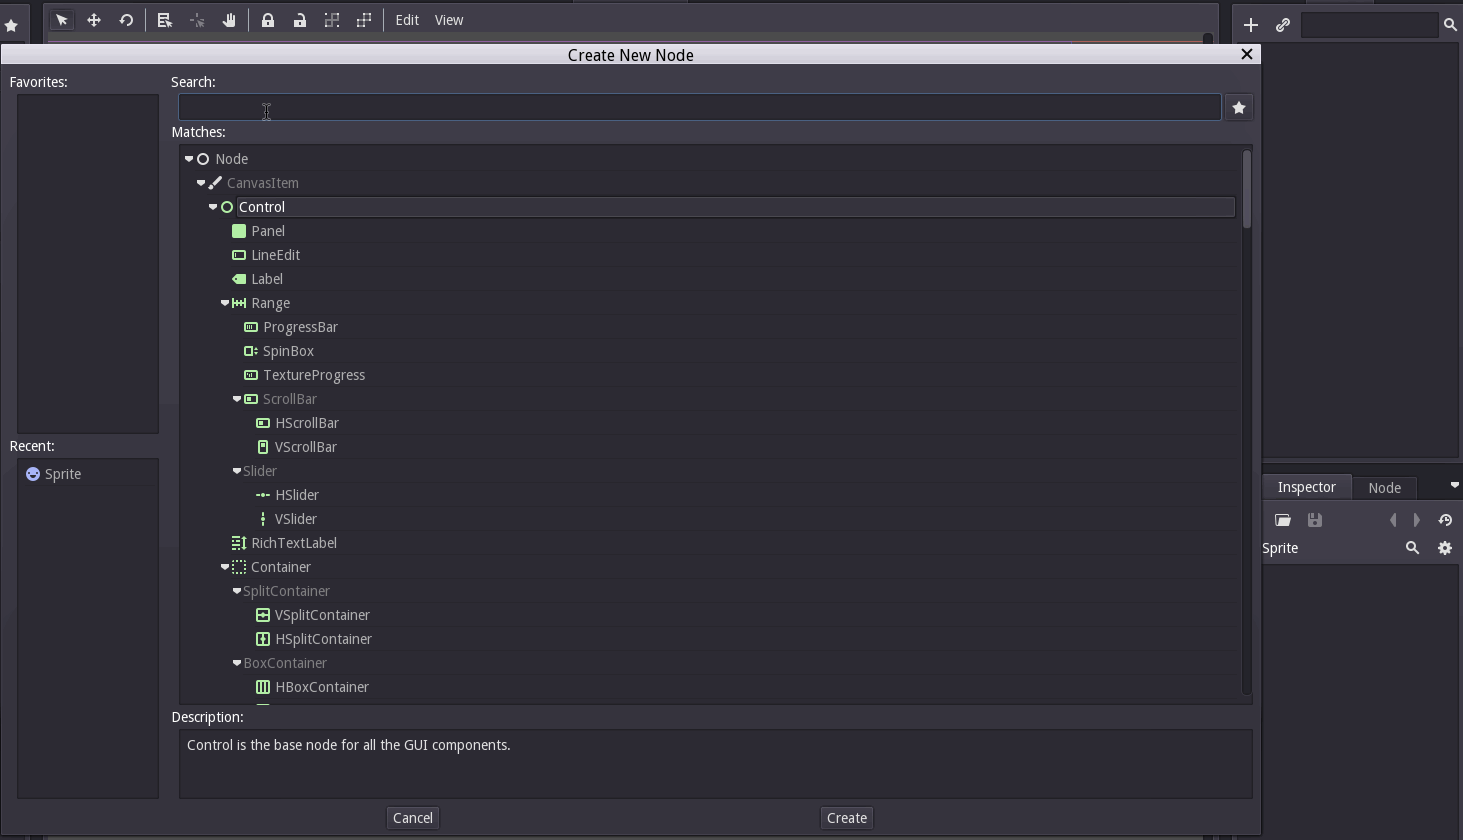 Edit View
Create New Node
Favorites:
Search:
Matches:
Node
CanvasItem
Control
Panel
LineEdit
Label
Range
ProgressBar
SpinBox
TextureProgress
ScrollBar
HScrollBar
VScrollBar
Slider
HSlider
VSlider
RichTextLabel
Container
SplitContainer
VSplitContainer
HSplitContainer
BoxContainer
HBoxContainer
Recent:
Sprite
Description:
Control is the base node for all the GUI components.
Cancel Create
Inspector Node
Sprite